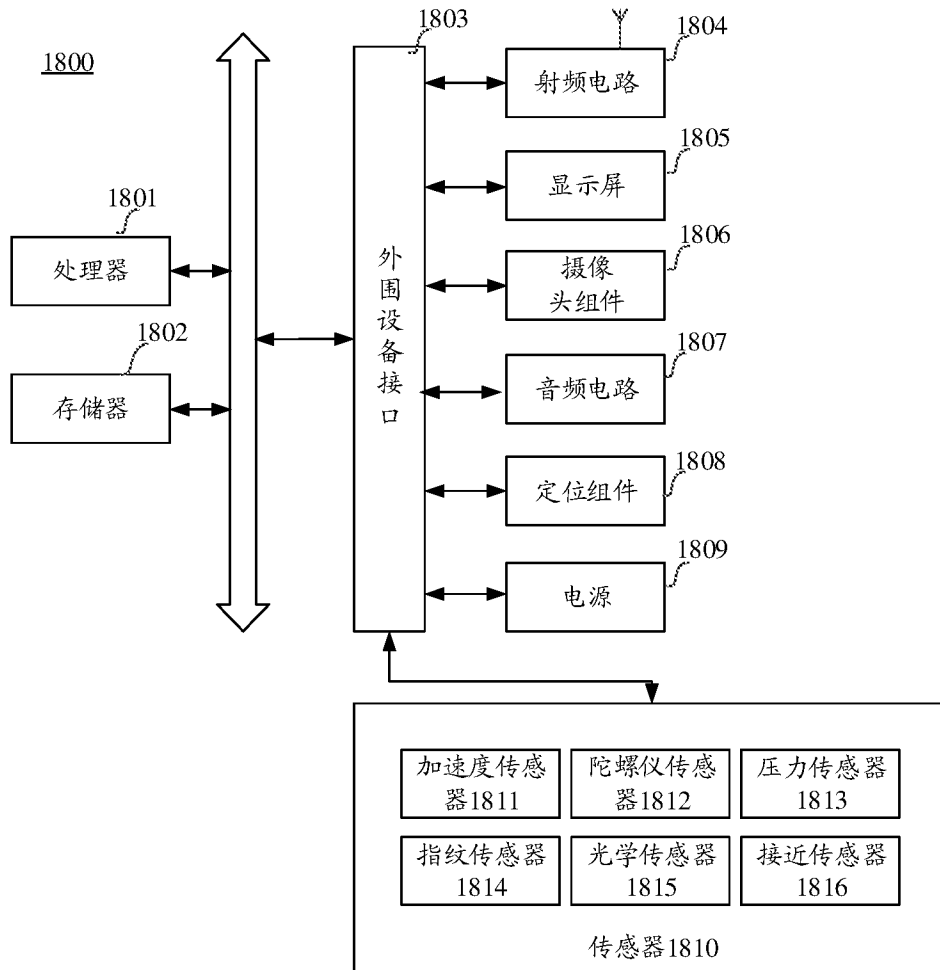 1800
1803
1804
射频电路
1805
显示屏
1801
处理器
1806
摄像
头组件
外
围
设
备
接
口
1802
存储器
1807
音频电路
1808
定位组件
1809
电源
加速度传感
器1811
陀螺仪传感
器1812
压力传感器
1813
指纹传感器
1814
光学传感器
1815
接近传感器
1816
传感器1810